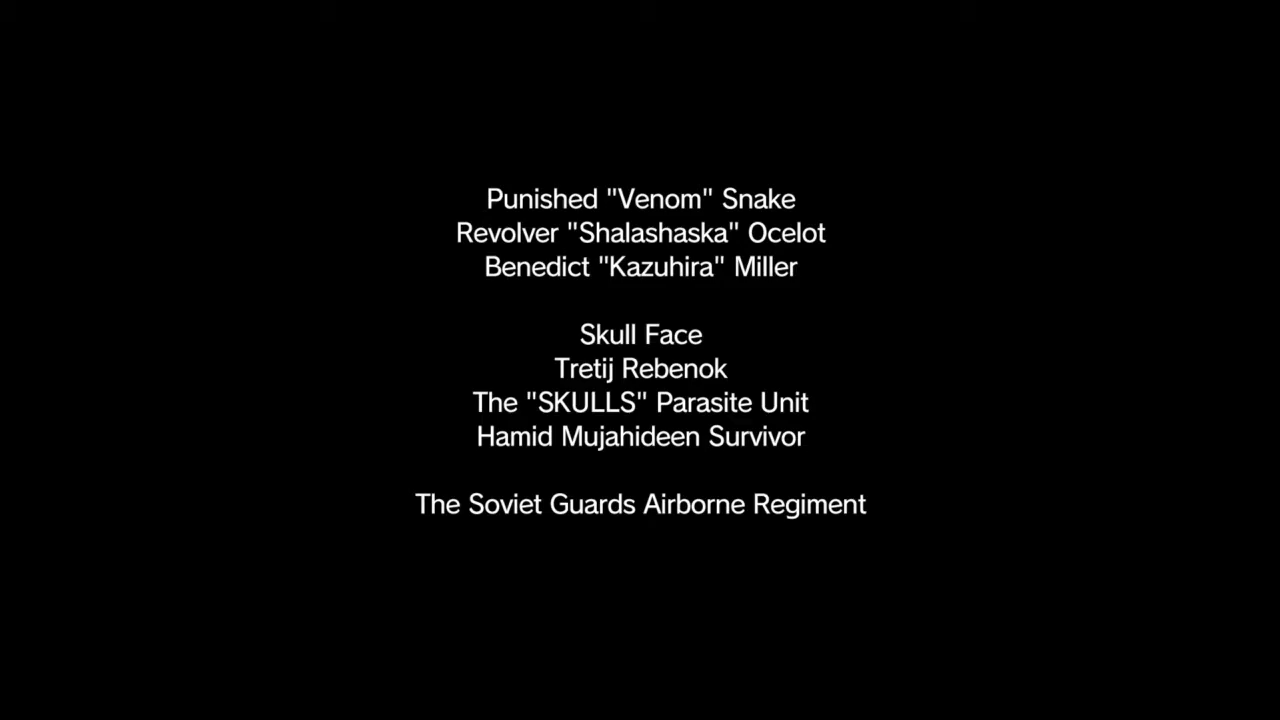 Punished "Venom" Snake
Revolver "Shalashaska" Ocelot
Benedict "Kazuhira" Miller
Skull Face
Tretij Rebenok
The "SKULLS" Parasite Unit
Hamid Mujahideen Survivor
The Soviet Guards Airborne Regiment